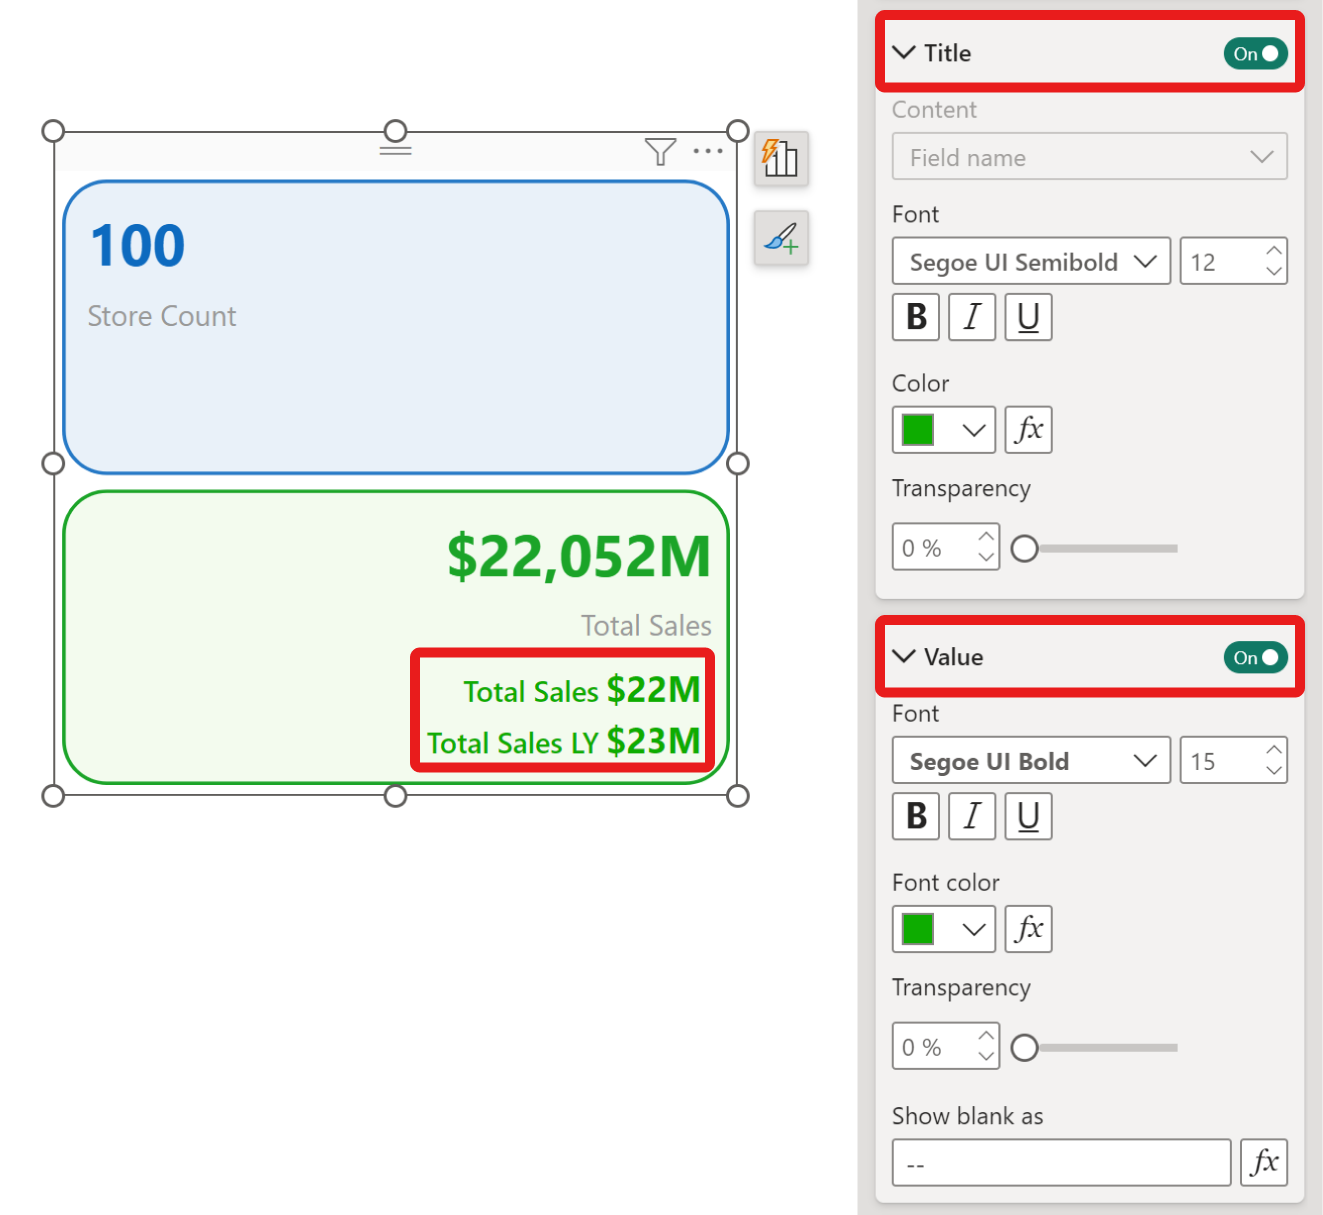 100
Store Count
$22,052M
Total Sales
Total Sales $22M
Total Sales LY $23M
Title
On
Content
Field name
Font
Segoe UI Semibold
12
B I U
Color
fx
Transparency
0 %
Value
On
Font
Segoe UI Bold
15
B I U
Font color
fx
Transparency
0 %
Show blank as
--
fx